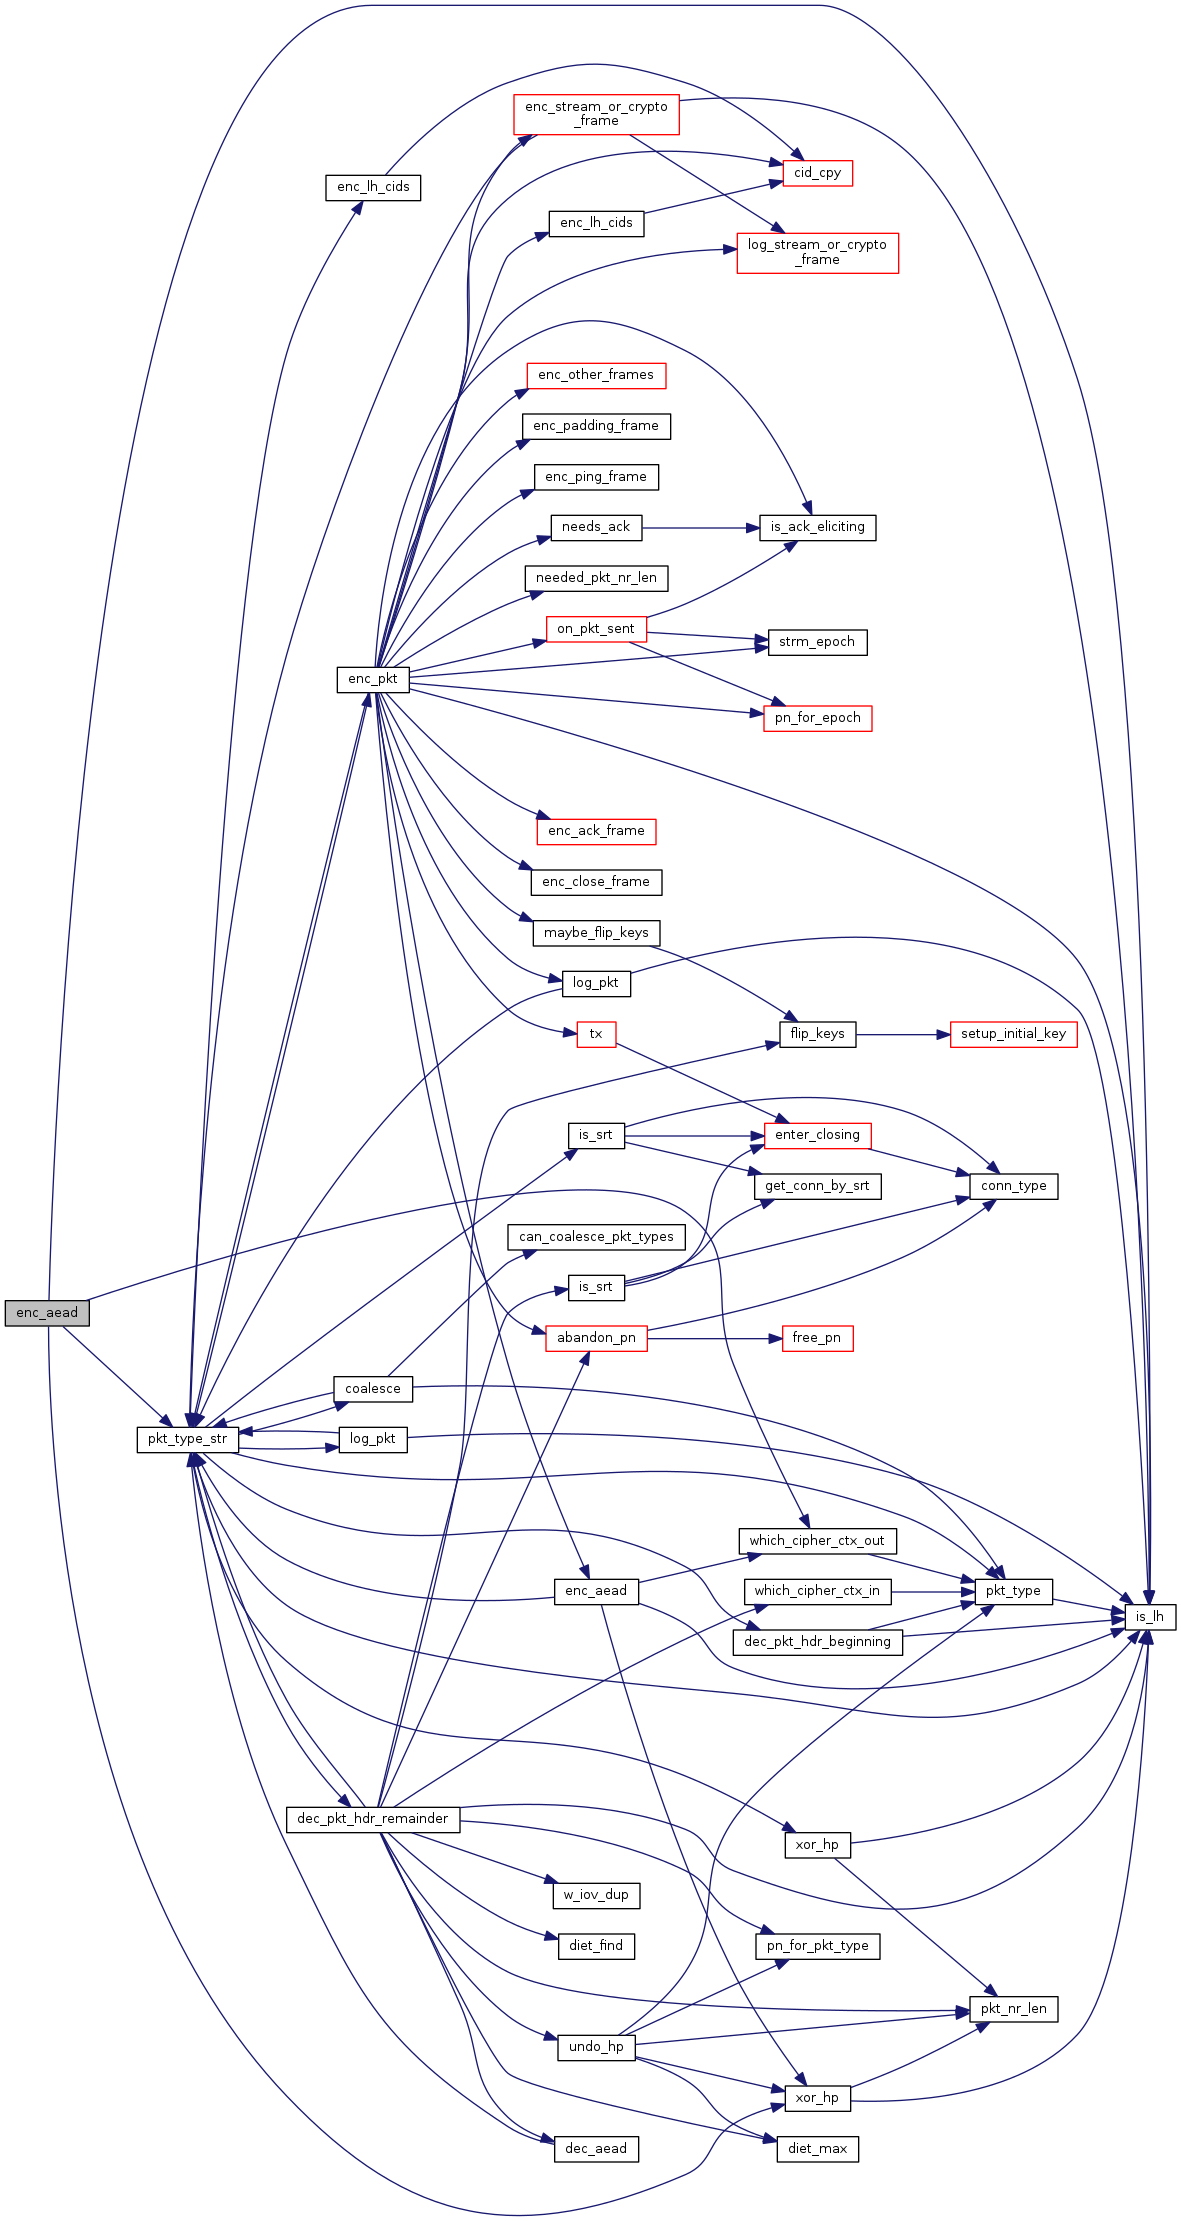 enc_stream_or_crypto
_frame
cid_cpy
enc_lh_cids
enc_lh_cids
log_stream_or_crypto
_frame
enc_other_frames
enc_padding_frame
enc_ping_frame
needs_ack
is_ack_eliciting
needed_pkt_nr_len
on_pkt_sent
strm_epoch
enc_pkt
pn_for_epoch
enc_ack_frame
enc_close_frame
maybe_flip_keys
log_pkt
tx
flip_keys
setup_initial_key
is_srt
enter_closing
get_conn_by_srt
conn_type
can_coalesce_pkt_types
is_srt
enc_aead
abandon_pn
free_pn
coalesce
pkt_type_str
log_pkt
which_cipher_ctx_out
enc_aead
which_cipher_ctx_in
pkt_type
is_lh
dec_pkt_hdr_beginning
dec_pkt_hdr_remainder
xor_hp
w_iov_dup
diet_find
pn_for_pkt_type
pkt_nr_len
undo_hp
xor_hp
dec_aead
diet_max